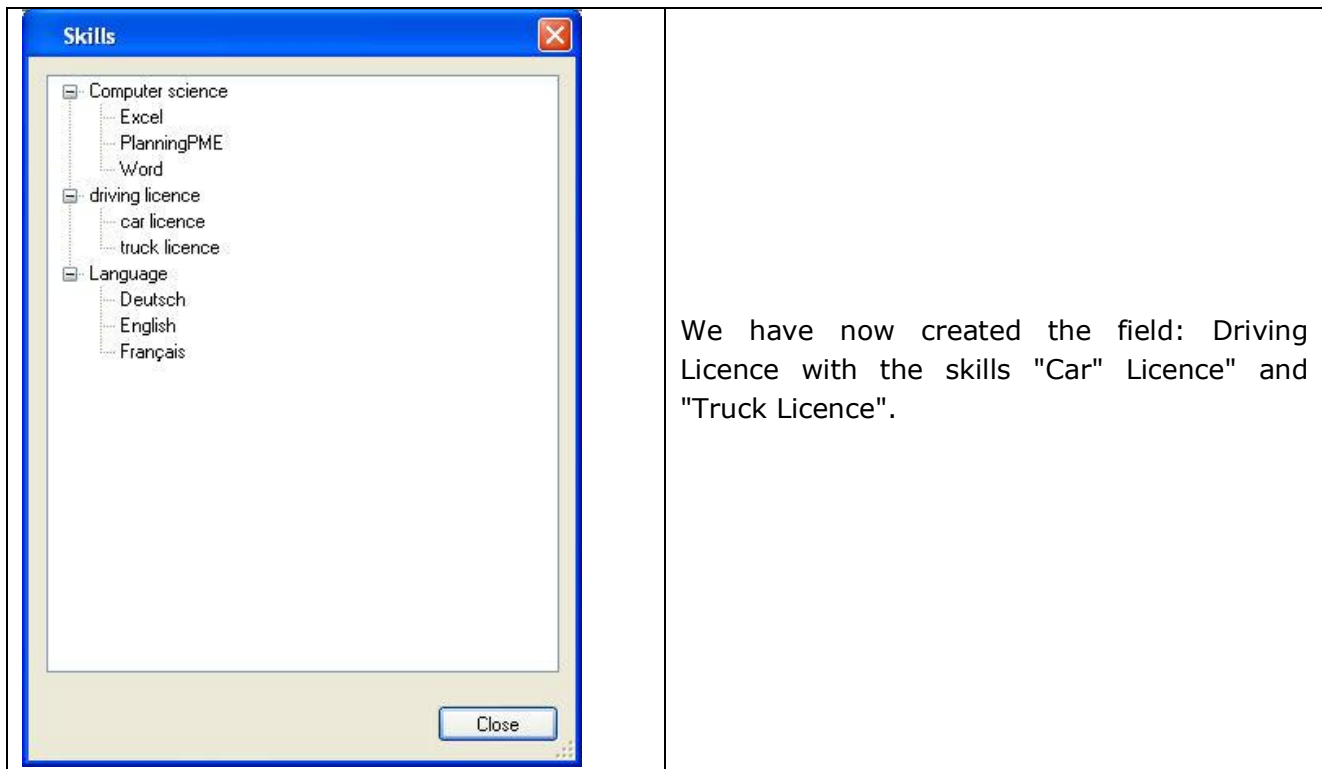 Skills
Computer science
Excel
PlanningPME
Word
driving licence
car licence
truck licence
Language
Deutsch
English
Français
Close
We have now created the field: Driving
Licence with the skills "Car" Licence" and
"Truck Licence".